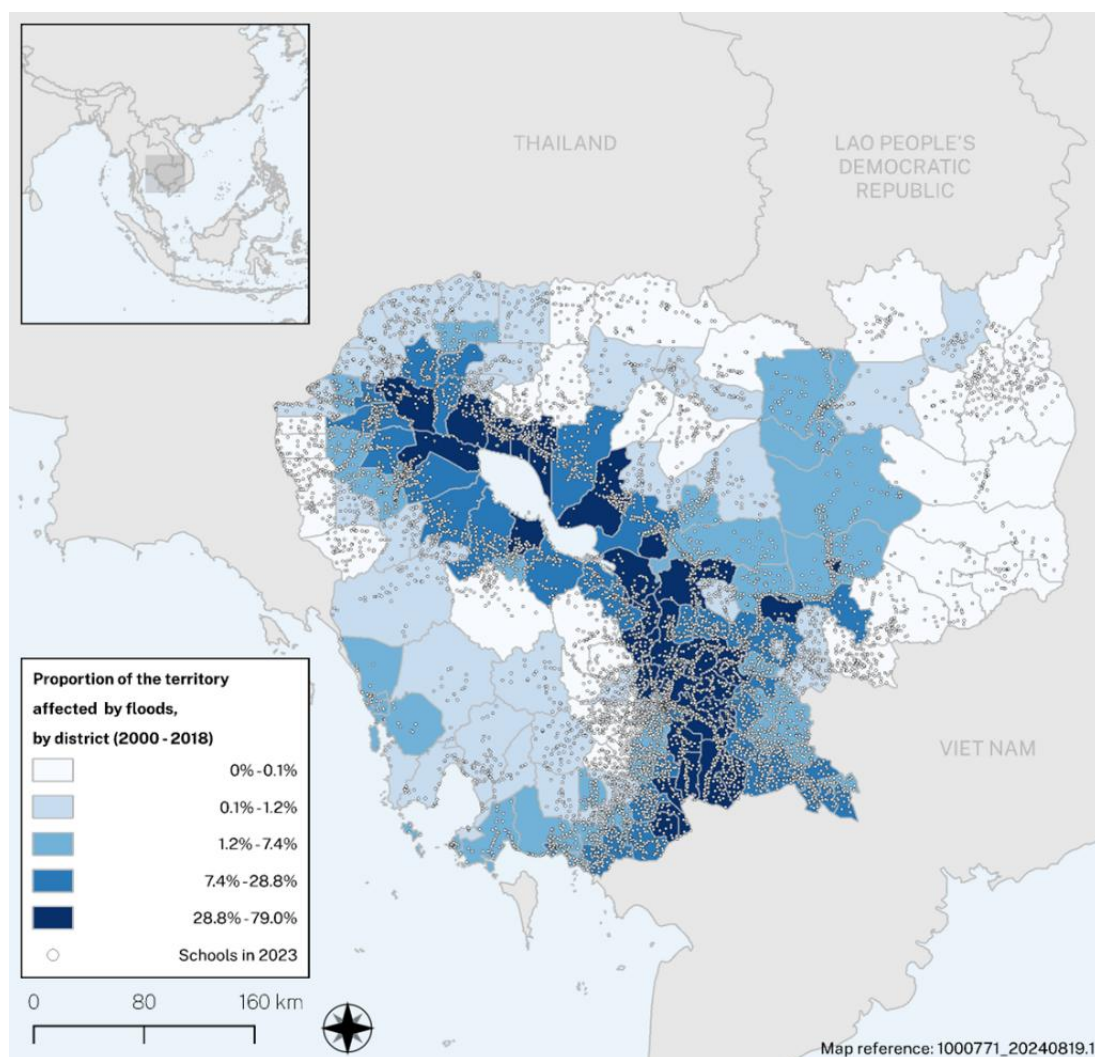 THAILAND
LAO PEOPLE'S
DEMOCRATIC
REPUBLIC
VIET NAM
Proportion of the territory
affected by floods,
by district (2000 - 2018)
0% - 0.1%
0.1% - 1.2%
1.2% - 7.4%
7.4% - 28.8%
28.8% - 79.0%
Schools in 2023
0 80 160 km
Map reference: 1000771_20240819.1